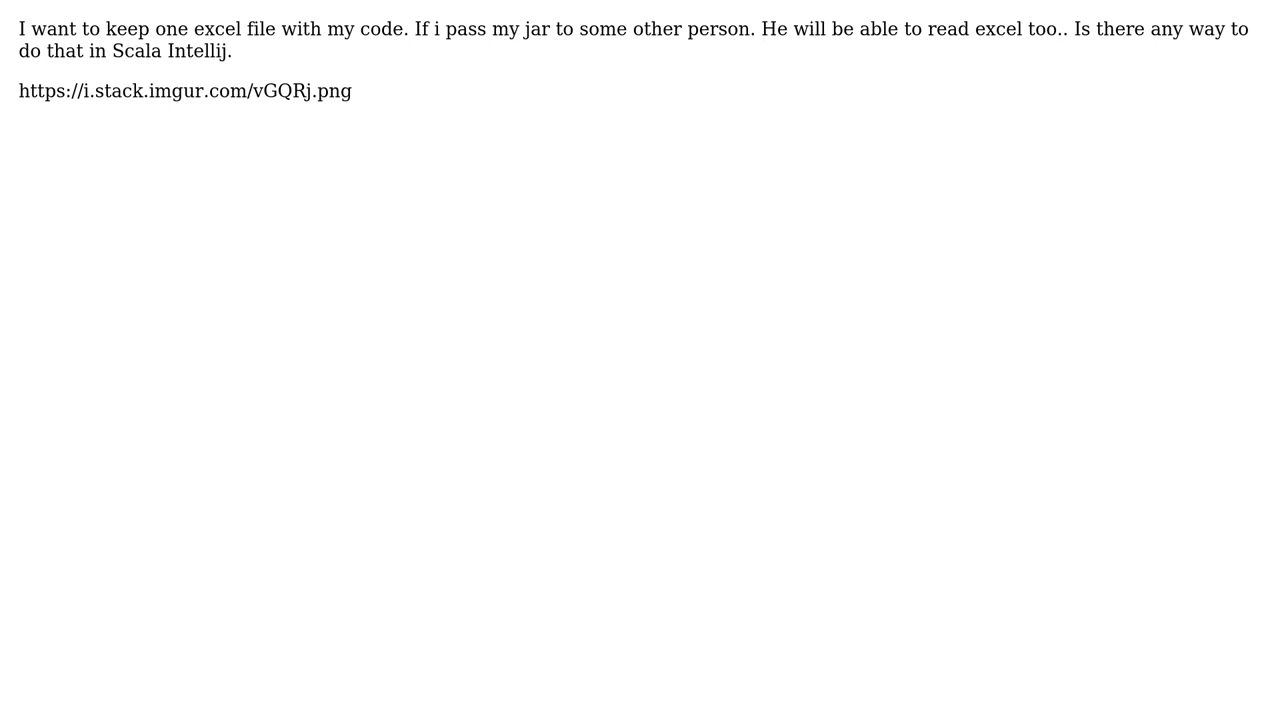 I want to keep one excel file with my code. If i pass my jar to some other person. He will be able to read excel too.. Is there any way to
do that in Scala Intellij.
https://i.stack.imgur.com/vGQRj.png